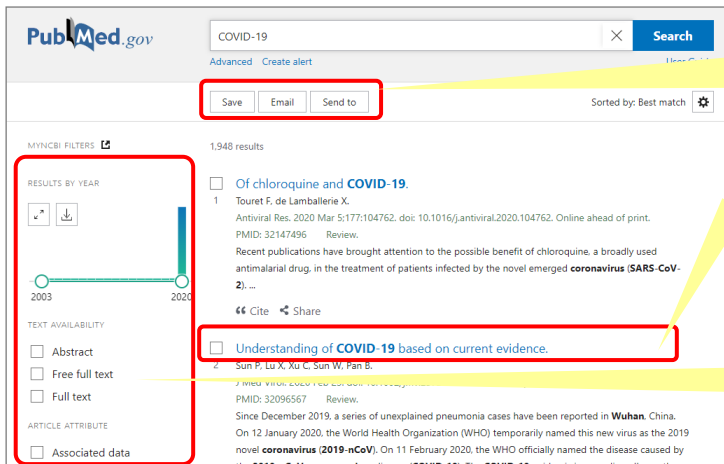 PubMed.gov
COVID-19
Search
Advanced Create alert
Save Email Send to
Sorted by: Best match
MYNCBI FILTERS
1,948 results
RESULTS BY YEAR
2003 2020
TEXT AVAILABILITY
Abstract
Free full text
Full text
ARTICLE ATTRIBUTE
Associated data
Of chloroquine and COVID-19.
1 Touret F, de Lamballerie X.
Antiviral Res. 2020 Mar 5;177:104762. doi: 10.1016/j.antiviral.2020.104762. Online ahead of print.
PMID: 32147496 Review.
Recent publications have brought attention to the possible benefit of chloroquine, a broadly used
antimalarial drug, in the treatment of patients infected by the novel emerged coronavirus (SARS-CoV-
2). ...
Cite Share
Understanding of COVID-19 based on current evidence.
2 Sun P, Lu X, Xu C, Sun W, Pan B.
PMID: 32096567 Review.
Since December 2019, a series of unexplained pneumonia cases have been reported in Wuhan, China.
On 12 January 2020, the World Health Organization (WHO) temporarily named this new virus as the 2019
novel coronavirus (2019-nCoV). On 11 February 2020, the WHO officially named the disease caused by